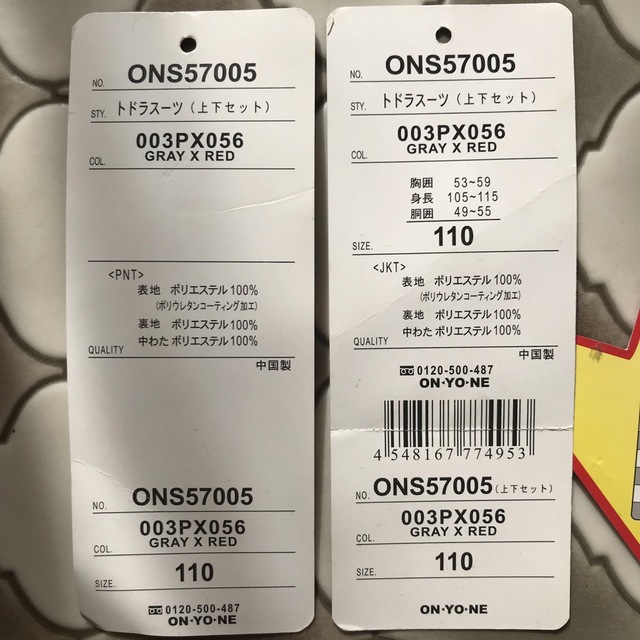 NO. ONS57005
STY. トドラスーツ(上下セット)
003PX056
COL. GRAY X RED
<PNT>
表地 ポリエステル100%
(ポリウレタンコーティング加工)
裏地 ポリエステル100%
中わた ポリエステル100%
QUALITY
中国製
NO. ONS57005
003PX056
COL. GRAY X RED
SIZE. 110
0120-500-487
ON・YO・NE
NO. ONS57005
STY. トドラスーツ(上下セット)
003PX056
COL. GRAY X RED
胸囲 53~59
身長 105~115
胴囲 49~55
SIZE. 110
<JKT>
表地 ポリエステル100%
(ポリウレタンコーティング加工)
裏地 ポリエステル100%
中わた ポリエステル100%
QUALITY
中国製
0120-500-487
ON・YO・NE
4 548167 774953
NO. ONS57005(上下セット)
003PX056
COL. GRAY X RED
SIZE. 110
ON・YO・NE